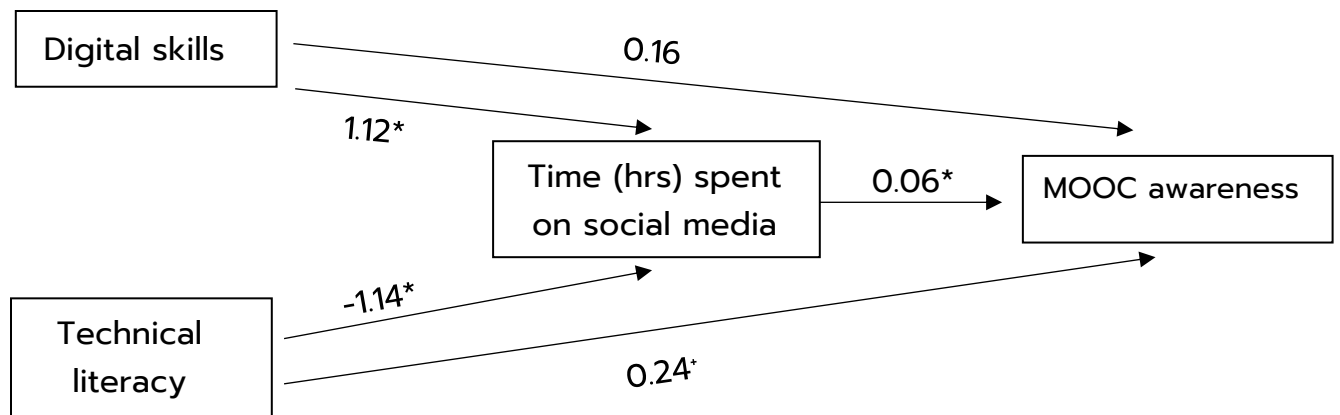 Digital skills
0.16
1.12*
Time (hrs) spent
on social media
0.06*
MOOC awareness
-1.14*
Technical
literacy
0.24⁺